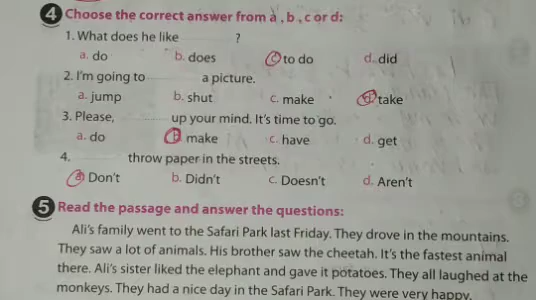 4 Choose the correct answer from a , b , c or d:
1. What does he like ............ ?
a. do b. does c. to do d. did
2. I'm going to ............ a picture.
a. jump b. shut c. make d. take
3. Please, ............ up your mind. It's time to go.
a. do b. make c. have d. get
4. ............ throw paper in the streets.
a. Don't b. Didn't c. Doesn't d. Aren't
5 Read the passage and answer the questions:
Ali's family went to the Safari Park last Friday. They drove in the mountains.
They saw a lot of animals. His brother saw the cheetah. It's the fastest animal
there. Ali's sister liked the elephant and gave it potatoes. They all laughed at the
monkeys. They had a nice day in the Safari Park. They were very happy.